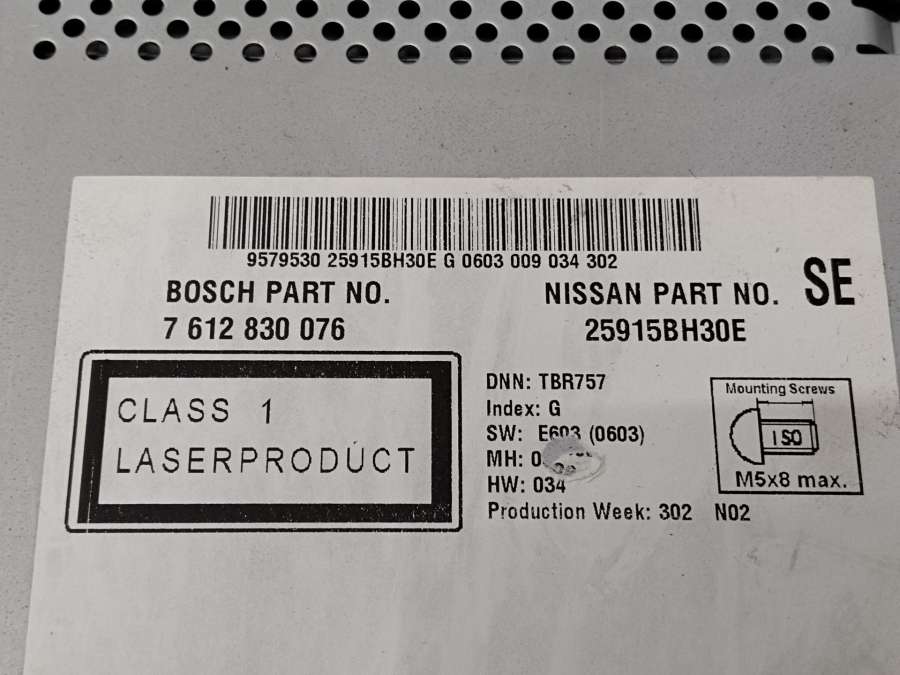 9579530 25915BH30E G 0603 009 034 302
BOSCH PART NO.
7 612 830 076
NISSAN PART NO.
25915BH30E
SE
CLASS 1
LASERPRODUCT
DNN: TBR757
Index: G
SW: E603 (0603)
MH:
HW: 034
Production Week: 302 N02
Mounting Screws
ISO
M5x8 max.